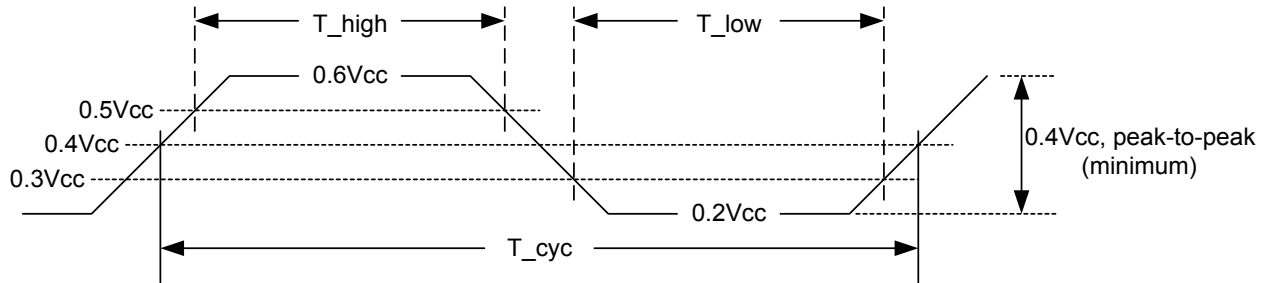 T_high
T_low
0.6Vcc
0.5Vcc
0.4Vcc
0.4Vcc, peak-to-peak
(minimum)
0.3Vcc
0.2Vcc
T_cyc